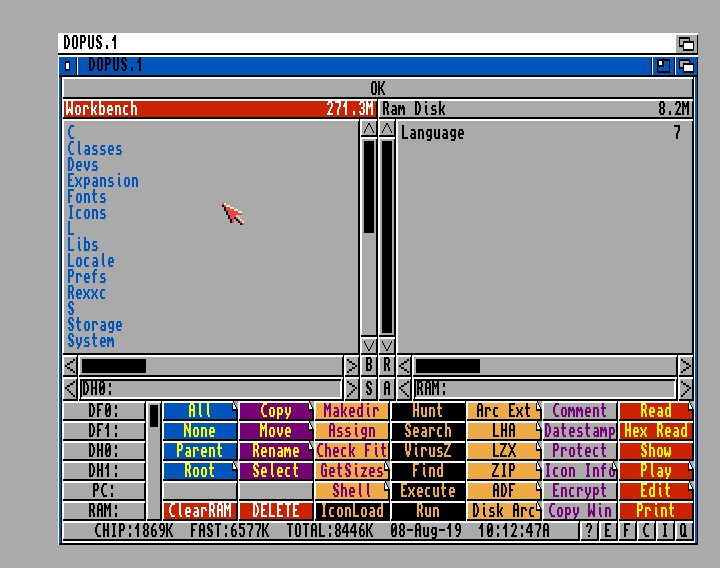 DOPUS.1
DOPUS.1
OK
Workbench 271.3M Ram Disk 8.2M
C Language 7
Classes
Devs
Expansion
Fonts
Icons
L
Libs
Locale
Prefs
Rexxc
S
Storage
System
B R
DH0: S A RAM:
DF0: All Copy Makedir Hunt Arc Ext Comment Read
DF1: None Move Assign Search LHA Datestamp Hex Read
DH0: Parent Rename Check Fit VirusZ LZX Protect Show
DH1: Root Select GetSizes Find ZIP Icon Info Play
PC: Shell Execute ADF Encrypt Edit
RAM: ClearRAM DELETE IconLoad Run Disk Arc Copy Win Print
CHIP:1869K FAST:6577K TOTAL:8446K 08-Aug-19 10:12:47A ? E F C I Q